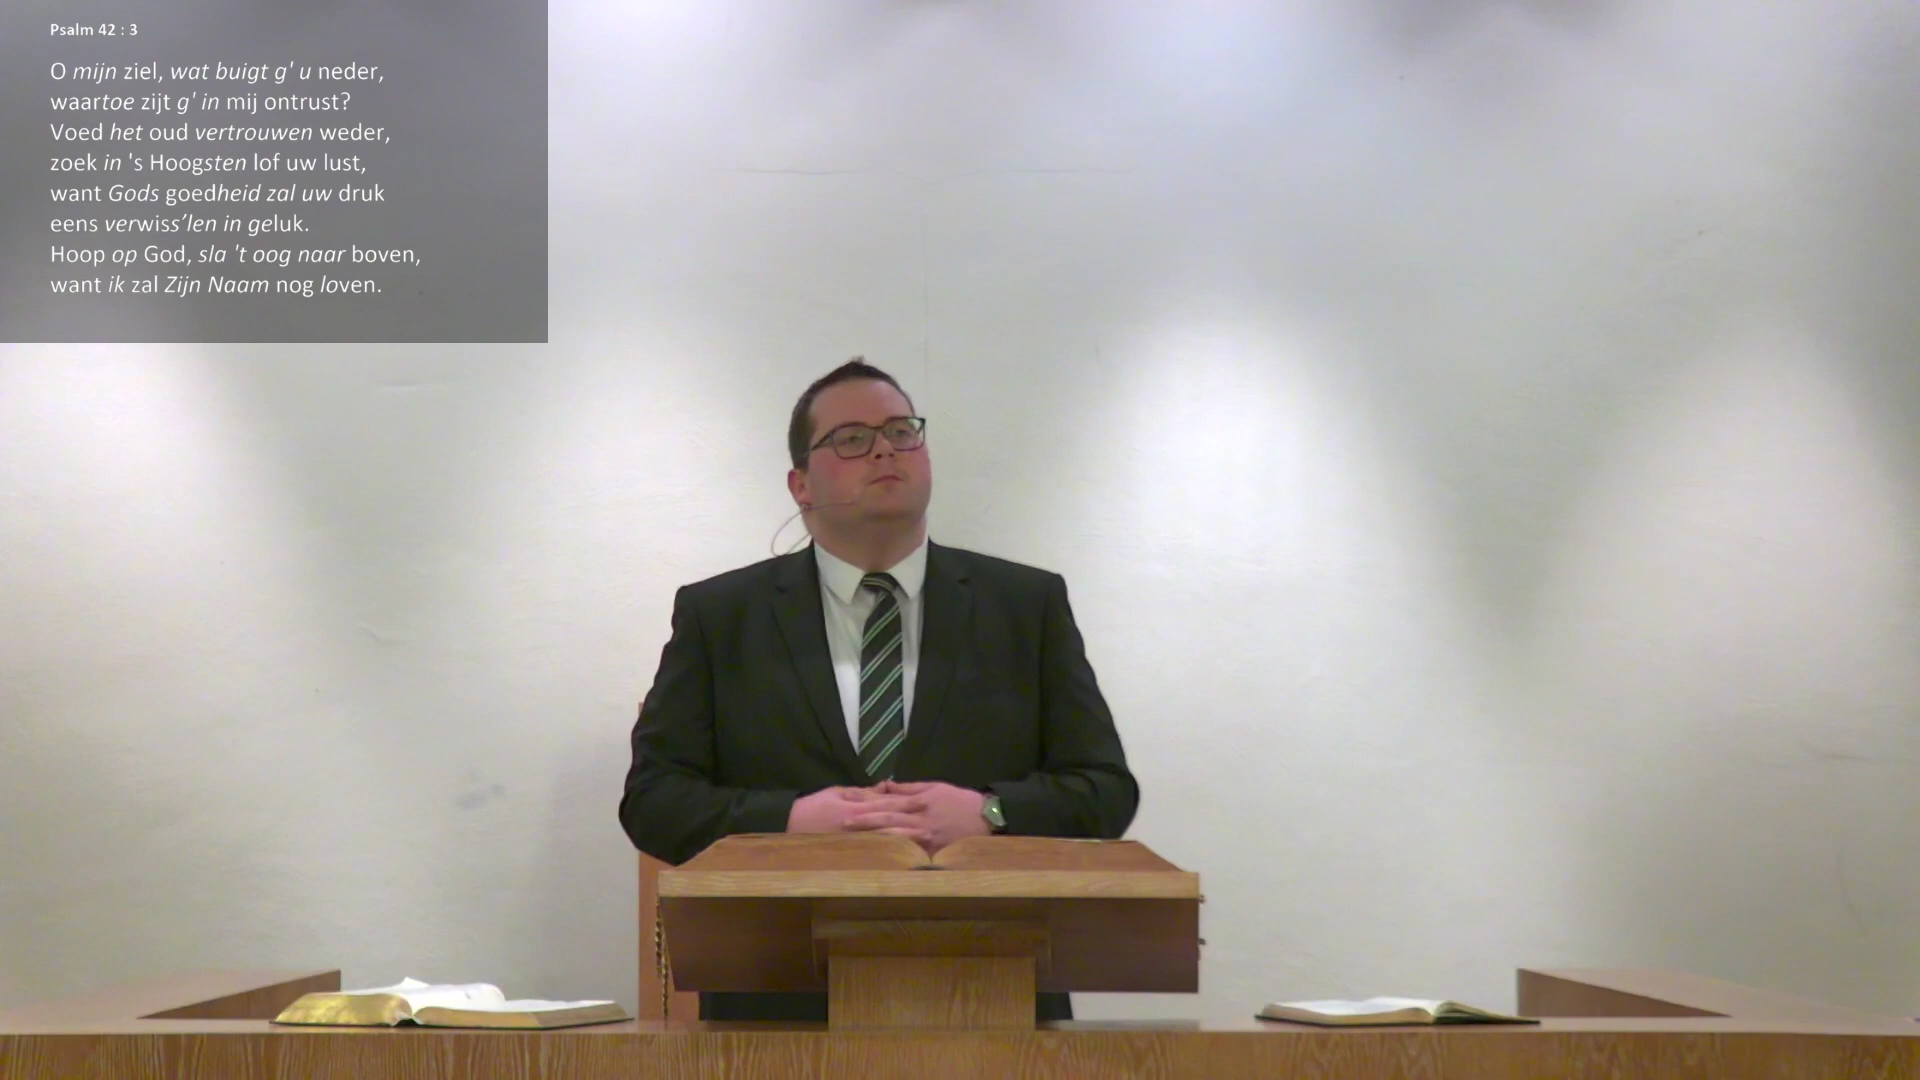 Psalm 42 : 3
O mijn ziel, wat buigt g' u neder,
waartoe zijt g' in mij ontrust?
Voed het oud vertrouwen weder,
zoek in 's Hoogsten lof uw lust,
want Gods goedheid zal uw druk
eens verwiss’len in geluk.
Hoop op God, sla 't oog naar boven,
want ik zal Zijn Naam nog loven.